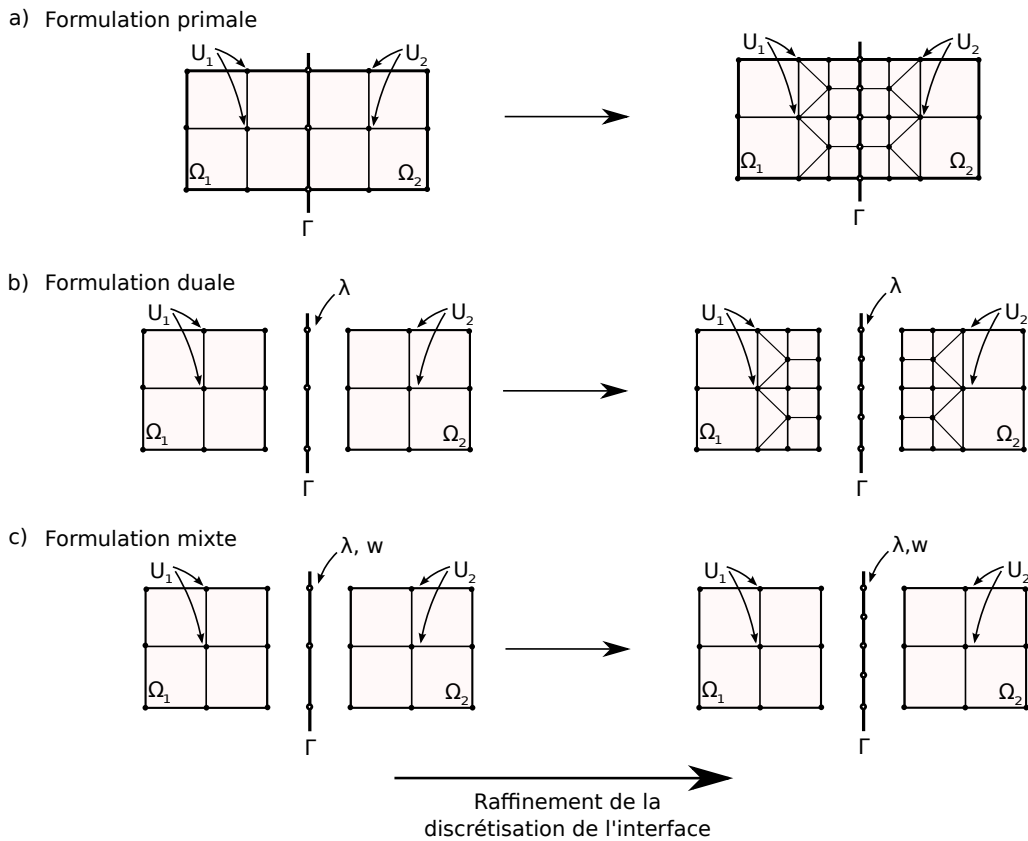 a) Formulation primale
U₁ U₂ U₁ U₂
Ω₁ Ω₂ Ω₁ Ω₂
Γ Γ
b) Formulation duale
λ λ
U₁ U₂ U₁ U₂
Ω₁ Ω₂ Ω₁ Ω₂
Γ Γ
c) Formulation mixte
λ, w λ,w
U₁ U₂ U₁ U₂
Ω₁ Ω₂ Ω₁ Ω₂
Γ Γ
Raffinement de la
discrétisation de l'interface